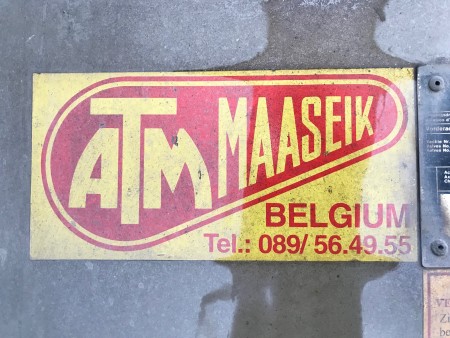 ATM MAASEIK
BELGIUM
Tel.: 089/ 56.49.55